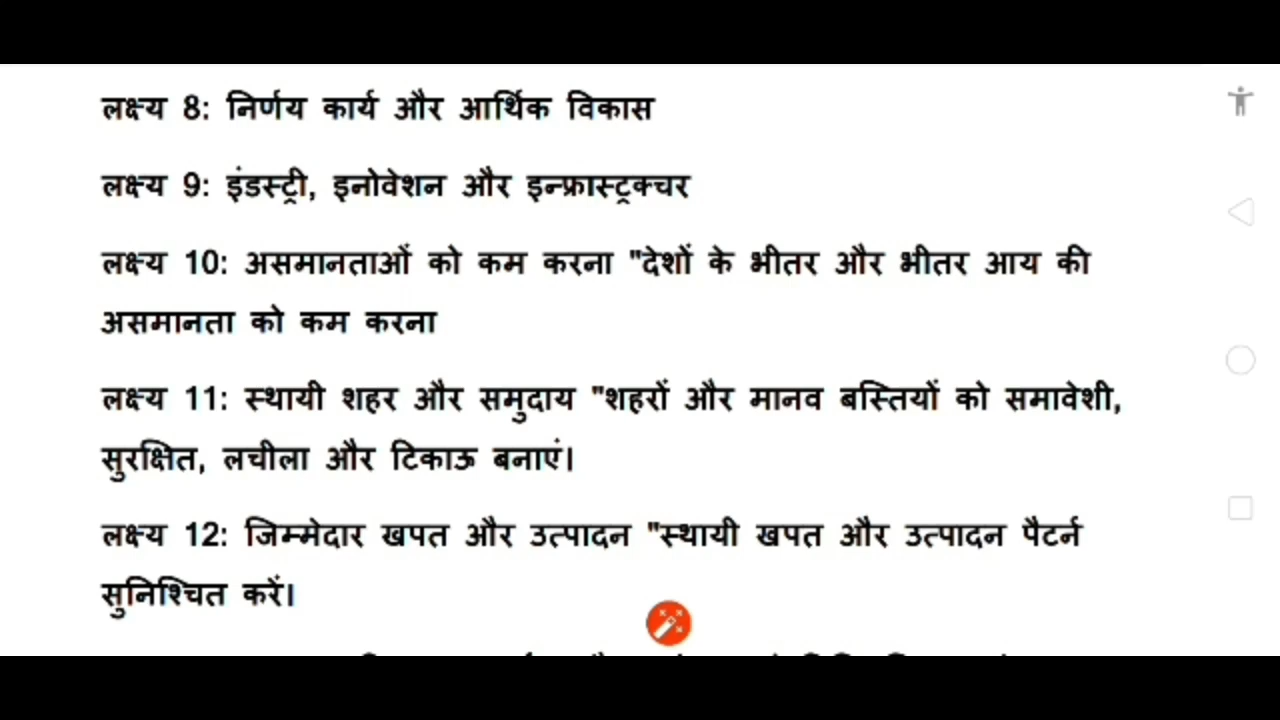 लक्ष्य 8: निर्णय कार्य और आर्थिक विकास
लक्ष्य 9: इंडस्ट्री, इनोवेशन और इन्फ्रास्ट्रक्चर
लक्ष्य 10: असमानताओं को कम करना "देशों के भीतर और भीतर आय की
असमानता को कम करना
लक्ष्य 11: स्थायी शहर और समुदाय "शहरों और मानव बस्तियों को समावेशी,
सुरक्षित, लचीला और टिकाऊ बनाएं।
लक्ष्य 12: जिम्मेदार खपत और उत्पादन "स्थायी खपत और उत्पादन पैटर्न
सुनिश्चित करें।